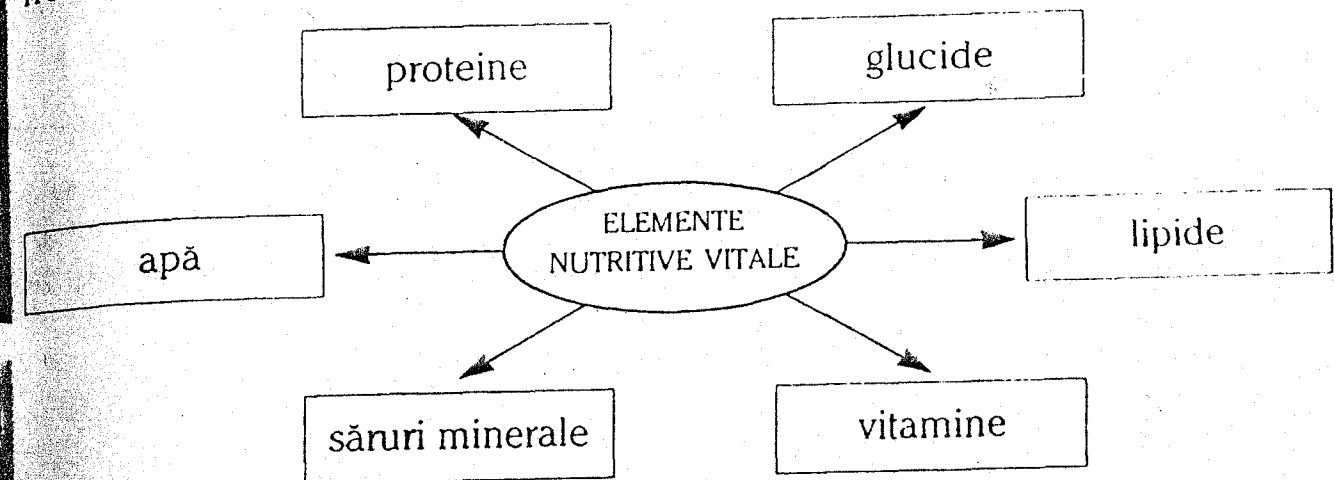 proteine
glucide
ELEMENTE
NUTRITIVE VITALE
apă
lipide
săruri minerale
vitamine